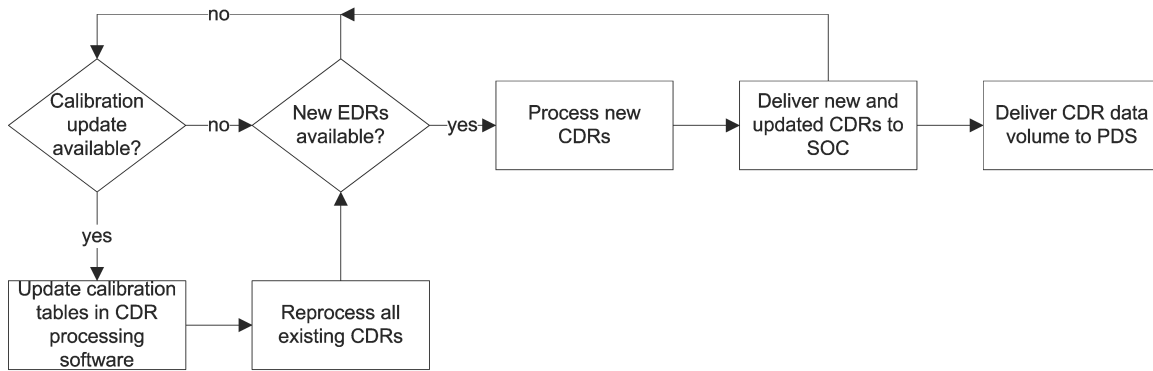 no
Calibration
update
available?
no
New EDRs
available?
yes
Process new
CDRs
Deliver new and
updated CDRs to
SOC
Deliver CDR data
volume to PDS
yes
Update calibration
tables in CDR
processing
software
Reprocess all
existing CDRs